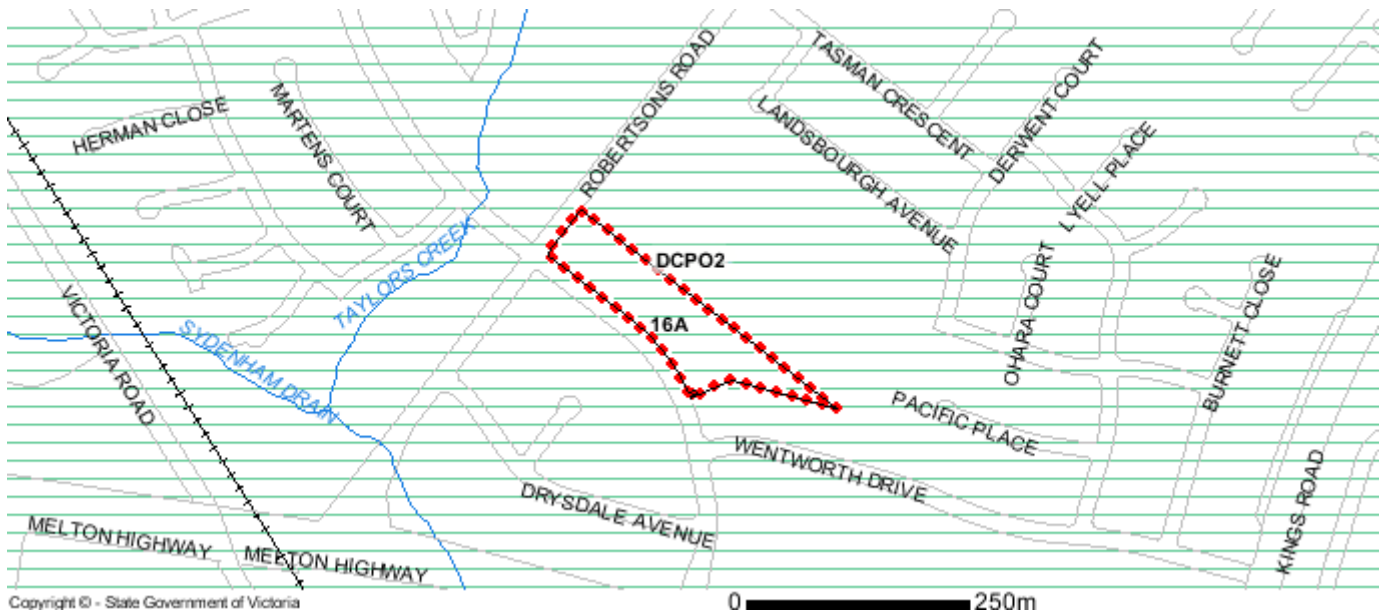 ROBERTSONS ROAD
TASMAN CRESCENT
DERWENT COURT
HERMAN CLOSE
MARTENS COURT
LANDSBOURGH AVENUE
LYELL PLACE
TAYLORS CREEK
DCPO2
VICTORIA ROAD
SYDENHAM DRAIN
16A
OHARA COURT
BURNETT CLOSE
PACIFIC PLACE
WENTWORTH DRIVE
DRYSDALE AVENUE
KINGS ROAD
MELTON HIGHWAY
MELTON HIGHWAY
Copyright © - State Government of Victoria
0 250m